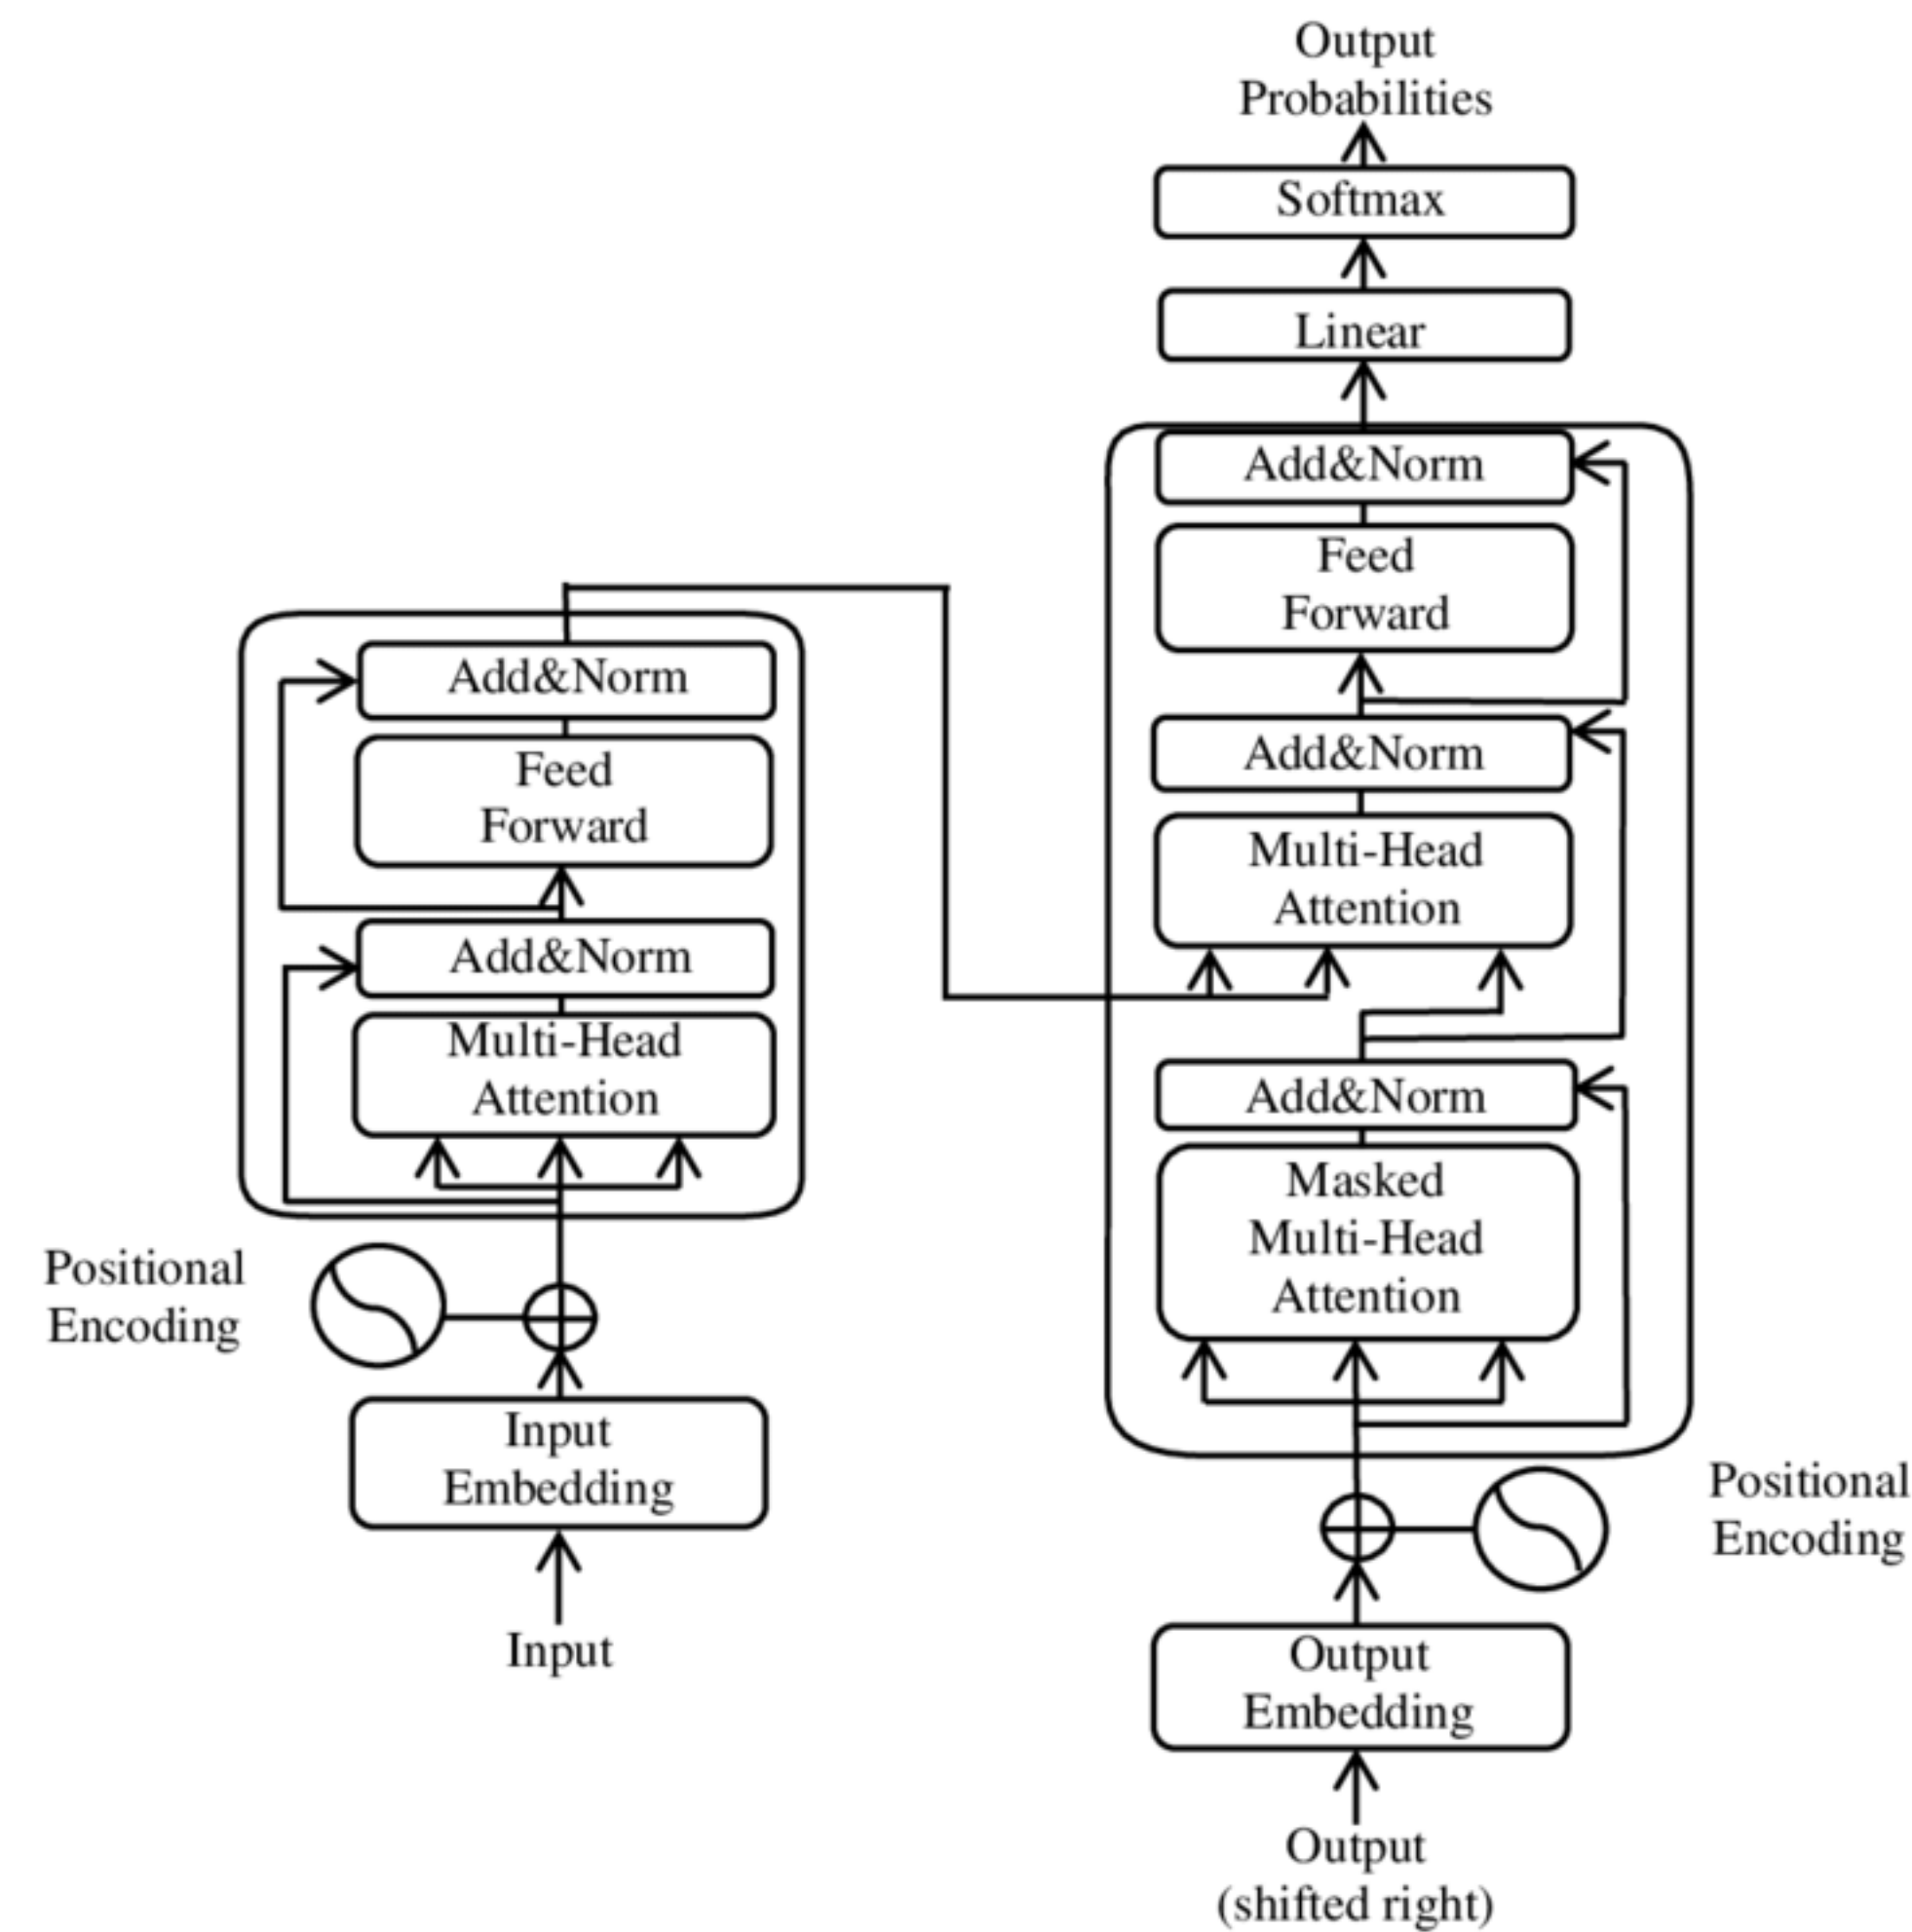 Output
Probabilities
Softmax
Linear
Add&Norm
Feed
Forward
Add&Norm
Multi-Head
Attention
Add&Norm
Masked
Multi-Head
Attention
Positional
Encoding
Output
Embedding
Output
(shifted right)
Add&Norm
Feed
Forward
Add&Norm
Multi-Head
Attention
Positional
Encoding
Input
Embedding
Input